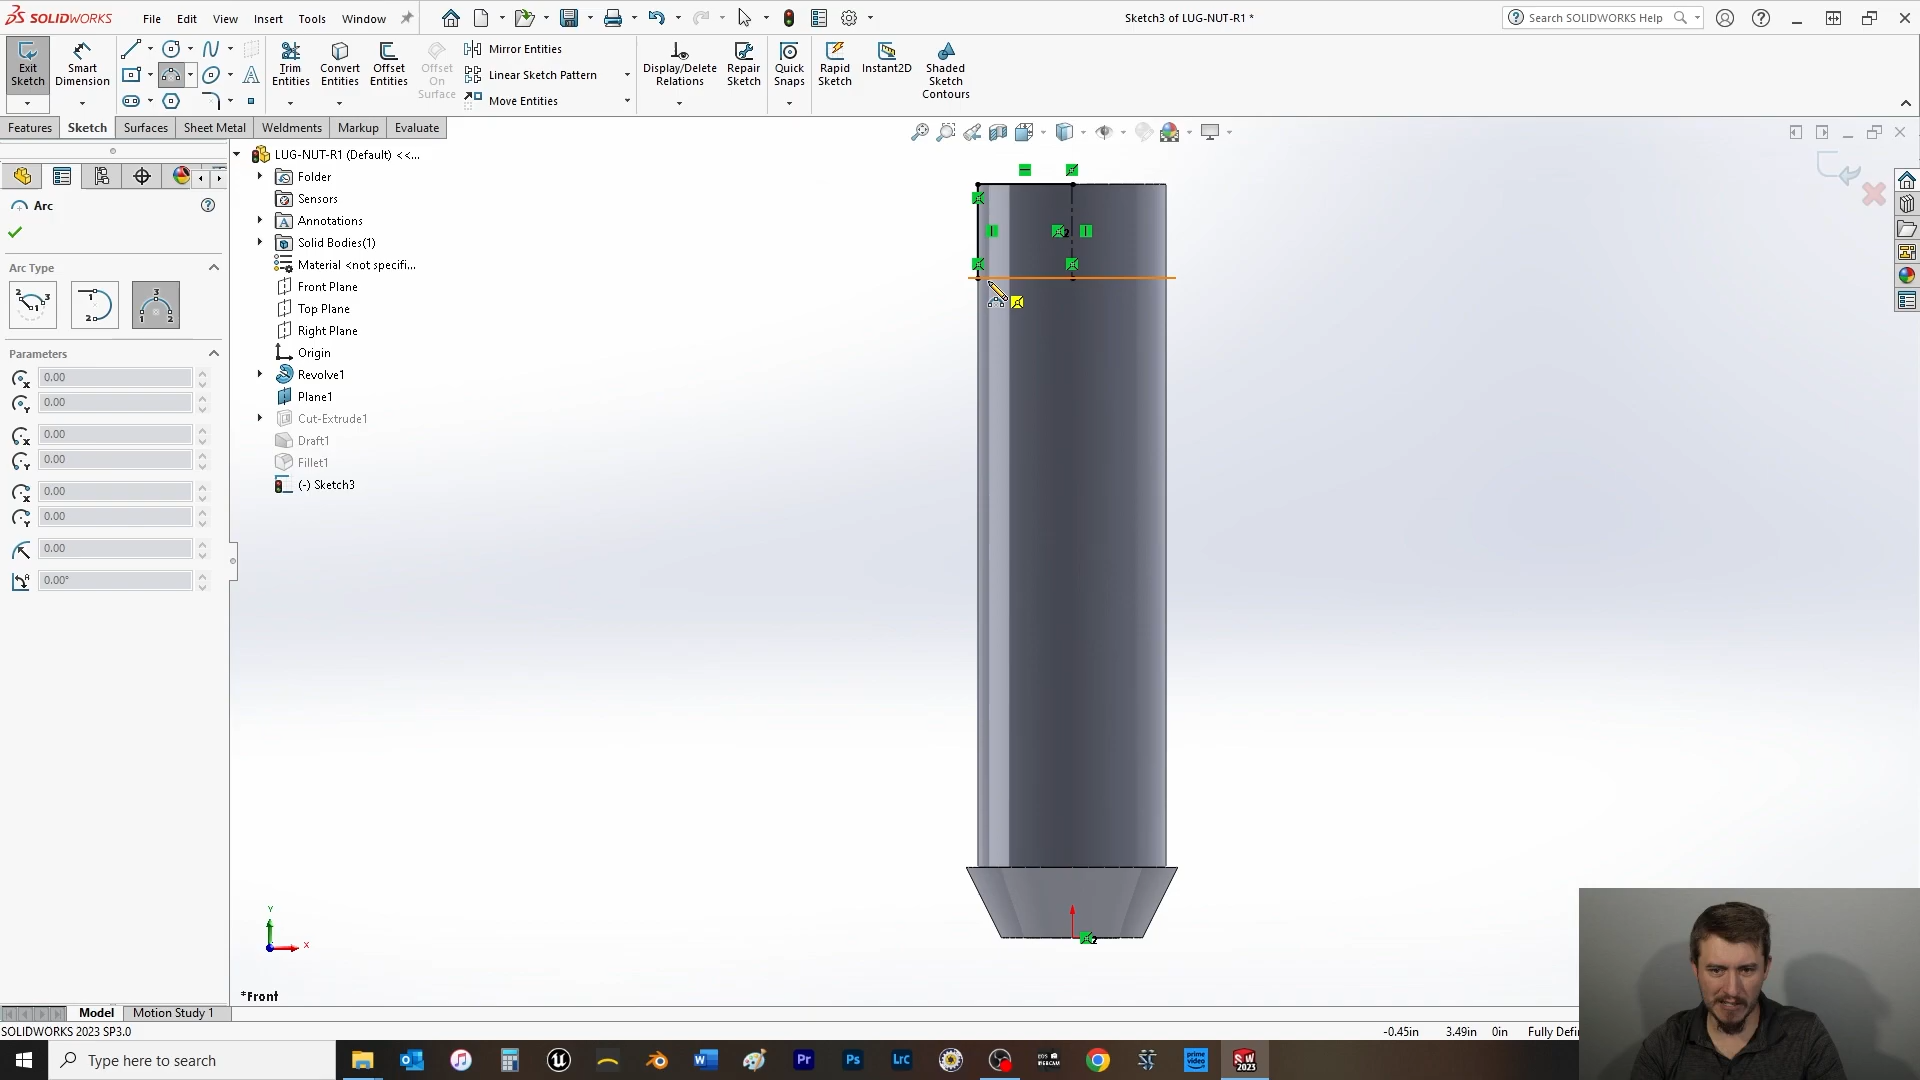 SOLIDWORKS
File Edit View Insert Tools Window
Sketch3 of LUG-NUT-R1 *
Search SOLIDWORKS Help
Exit Sketch
Smart Dimension
Trim Entities
Convert Entities
Offset Entities
Offset On Surface
Mirror Entities
Linear Sketch Pattern
Move Entities
Display/Delete Relations
Repair Sketch
Quick Snaps
Rapid Sketch
Instant2D
Shaded Sketch Contours
Features Sketch Surfaces Sheet Metal Weldments Markup Evaluate
Arc
Arc Type
Parameters
0.00
0.00
0.00
0.00
0.00
0.00
0.00
0.00°
LUG-NUT-R1 (Default) <<...
Folder
Sensors
Annotations
Solid Bodies(1)
Material <not specifi...
Front Plane
Top Plane
Right Plane
Origin
Revolve1
Plane1
Cut-Extrude1
Draft1
Fillet1
(-) Sketch3
2
2
Y
X
*Front
Model Motion Study 1
SOLIDWORKS 2023 SP3.0
-0.45in 3.49in 0in Fully Defi
Type here to search